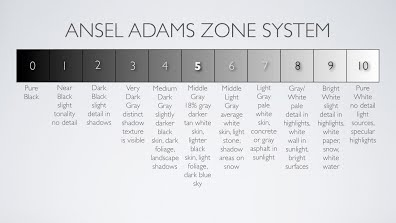 ANSEL ADAMS ZONE SYSTEM
0 1 2 3 4 5 6 7 8 9 10
Pure
Black
Near
Black
slight
tonality
no detail
Dark
Black
slight
detail in
shadows
Very
Dark
Gray
distinct
shadow
texture
is visible
Medium
Dark Gray
slightly
darker
black
skin, dark
foliage,
landscape
shadows
Middle
Gray
18% gray
darker
tan white
skin,
lighter
black
skin, light
foliage,
dark blue
sky
Middle
Light Gray
average
white
skin, light
stone,
shadow
areas on
snow
Light
Gray
pale
white
skin,
concrete
or gray
asphalt in
sunlight
Gray/
White
pale
detail in
highlights,
white
wall in
sunlight,
bright
surfaces
Bright
White
slight
detail in
highlights,
white
paper,
snow,
white
water
Pure
White
no detail
light
sources,
specular
highlights